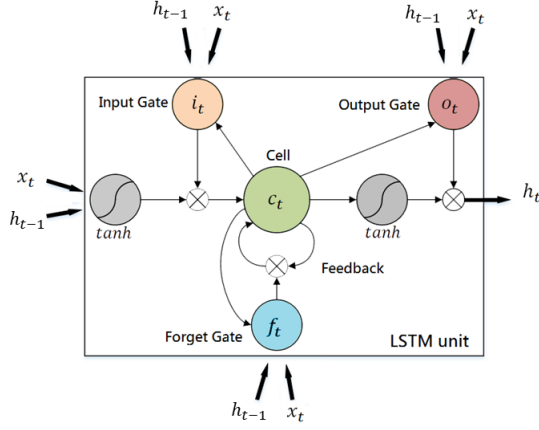 h_{t−1} x_t
h_{t−1} x_t
Input Gate
i_t
Output Gate
o_t
Cell
x_t
h_{t−1}
tanh
c_t
tanh
h_t
Feedback
Forget Gate
f_t
LSTM unit
h_{t−1} x_t